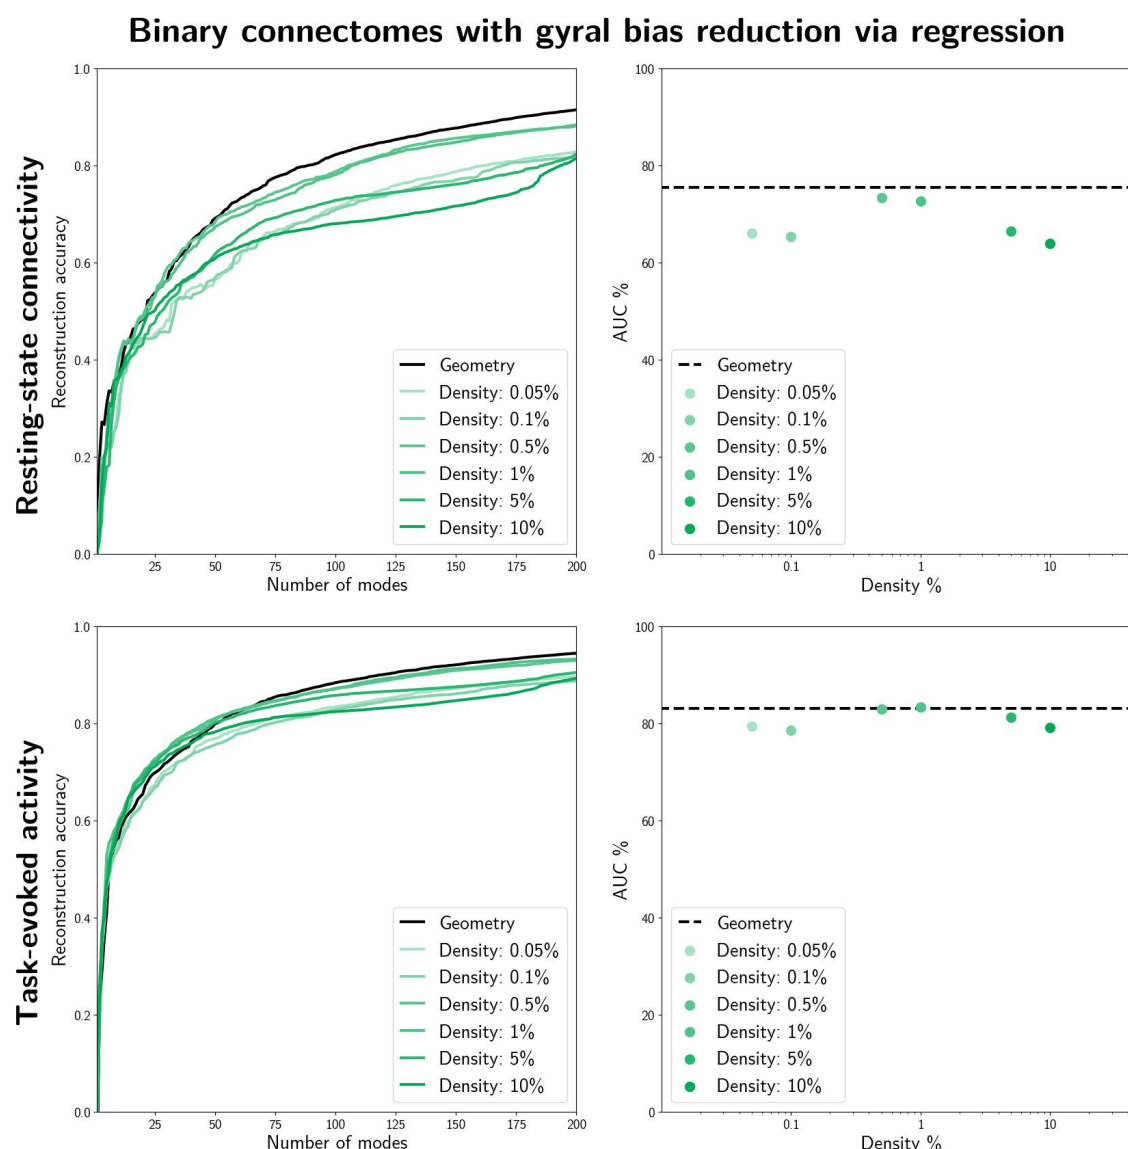 Binary connectomes with gyral bias reduction via regression
Resting-state connectivity
Reconstruction accuracy
1.0
0.8
0.6
0.4
0.2
0.0
Geometry
Density: 0.05%
Density: 0.1%
Density: 0.5%
Density: 1%
Density: 5%
Density: 10%
25 50 75 100 125 150 175 200
Number of modes
AUC %
100
80
60
40
20
0
Geometry
Density: 0.05%
Density: 0.1%
Density: 0.5%
Density: 1%
Density: 5%
Density: 10%
0.1 1 10
Density %
Task-evoked activity
Reconstruction accuracy
1.0
0.8
0.6
0.4
0.2
0.0
Geometry
Density: 0.05%
Density: 0.1%
Density: 0.5%
Density: 1%
Density: 5%
Density: 10%
25 50 75 100 125 150 175 200
Number of modes
AUC %
100
80
60
40
20
0
Geometry
Density: 0.05%
Density: 0.1%
Density: 0.5%
Density: 1%
Density: 5%
Density: 10%
0.1 1 10
Density %